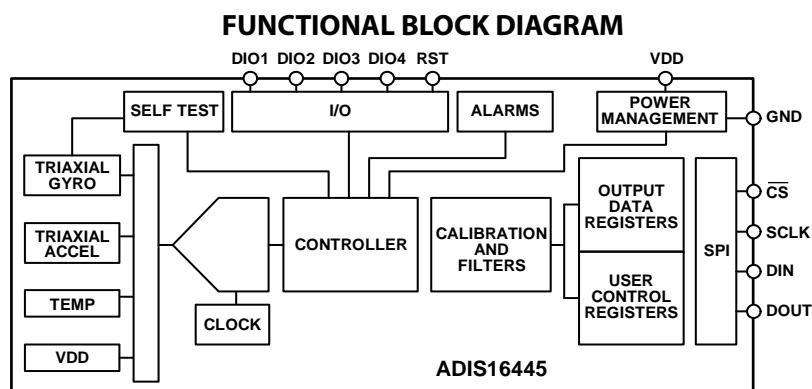 FUNCTIONAL BLOCK DIAGRAM
DIO1 DIO2 DIO3 DIO4 RST VDD
SELF TEST
I/O
ALARMS
POWER
MANAGEMENT
GND
TRIAXIAL
GYRO
TRIAXIAL
ACCEL
TEMP
VDD
CLOCK
CONTROLLER
CALIBRATION
AND
FILTERS
OUTPUT
DATA
REGISTERS
USER
CONTROL
REGISTERS
SPI
CS
SCLK
DIN
DOUT
ADIS16445